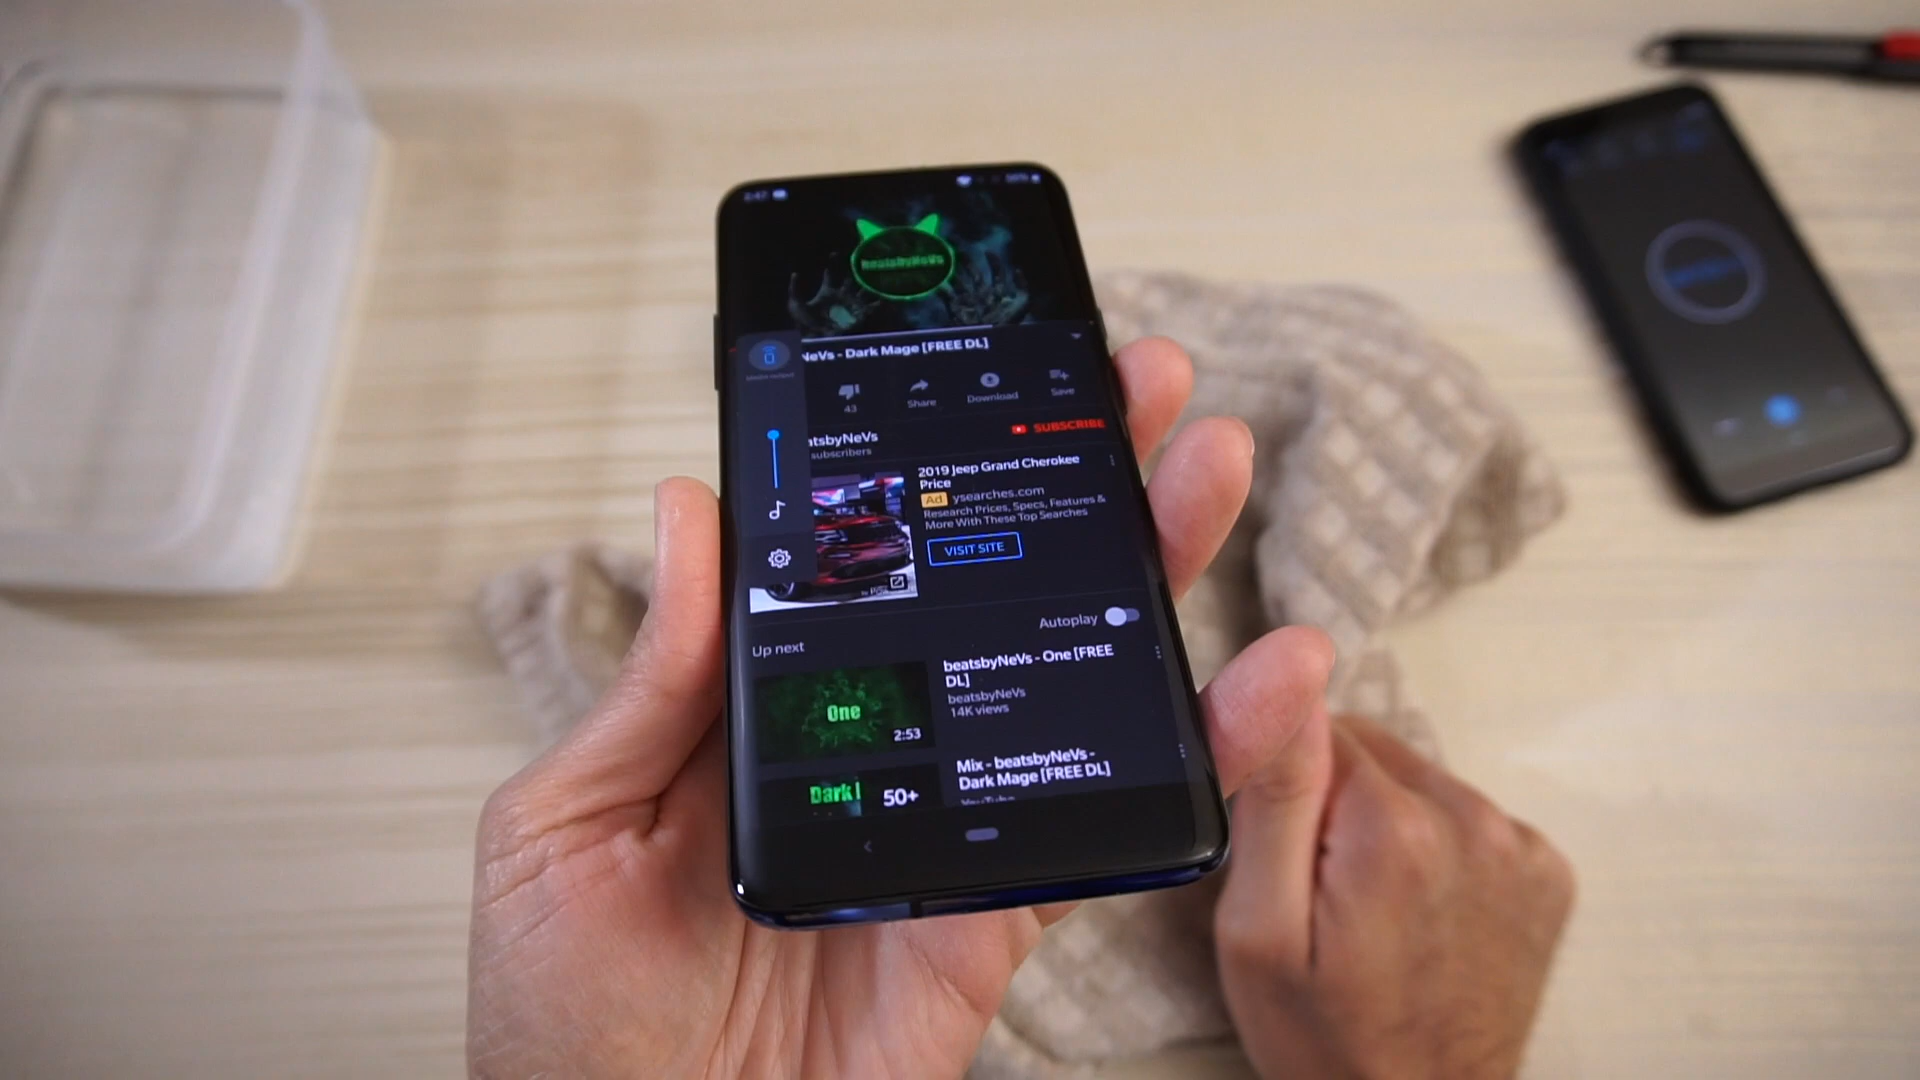 beatsbyNeVs
NeVs - Dark Mage [FREE DL]
43
Share
Download
Save
atsbyNeVs
subscribers
SUBSCRIBE
2019 Jeep Grand Cherokee
Price
Ad ysearches.com
Research Prices, Specs, Features &
More With These Top Searches
VISIT SITE
Autoplay
Up next
One
2:53
beatsbyNeVs - One [FREE
DL]
beatsbyNeVs
14K views
Dark
50+
Mix - beatsbyNeVs -
Dark Mage [FREE DL]
YouTube